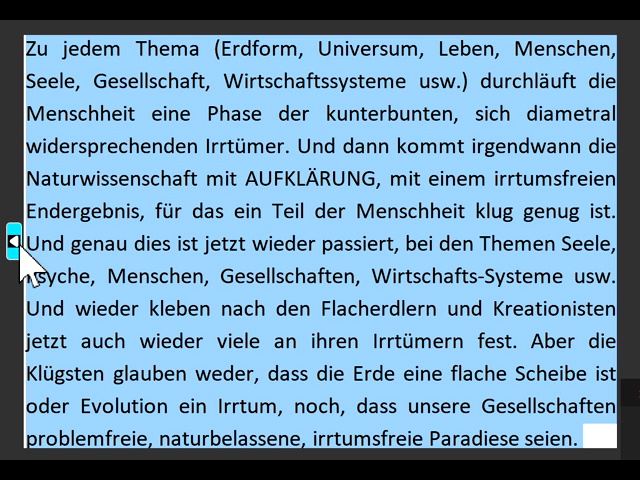 Zu jedem Thema (Erdform, Universum, Leben, Menschen,
Seele, Gesellschaft, Wirtschaftssysteme usw.) durchläuft die
Menschheit eine Phase der kunterbunten, sich diametral
widersprechenden Irrtümer. Und dann kommt irgendwann die
Naturwissenschaft mit AUFKLÄRUNG, mit einem irrtumsfreien
Endergebnis, für das ein Teil der Menschheit klug genug ist.
Und genau dies ist jetzt wieder passiert, bei den Themen Seele,
Psyche, Menschen, Gesellschaften, Wirtschafts-Systeme usw.
Und wieder kleben nach den Flacherdlern und Kreationisten
jetzt auch wieder viele an ihren Irrtümern fest. Aber die
Klügsten glauben weder, dass die Erde eine flache Scheibe ist
oder Evolution ein Irrtum, noch, dass unsere Gesellschaften
problemfreie, naturbelassene, irrtumsfreie Paradiese seien.